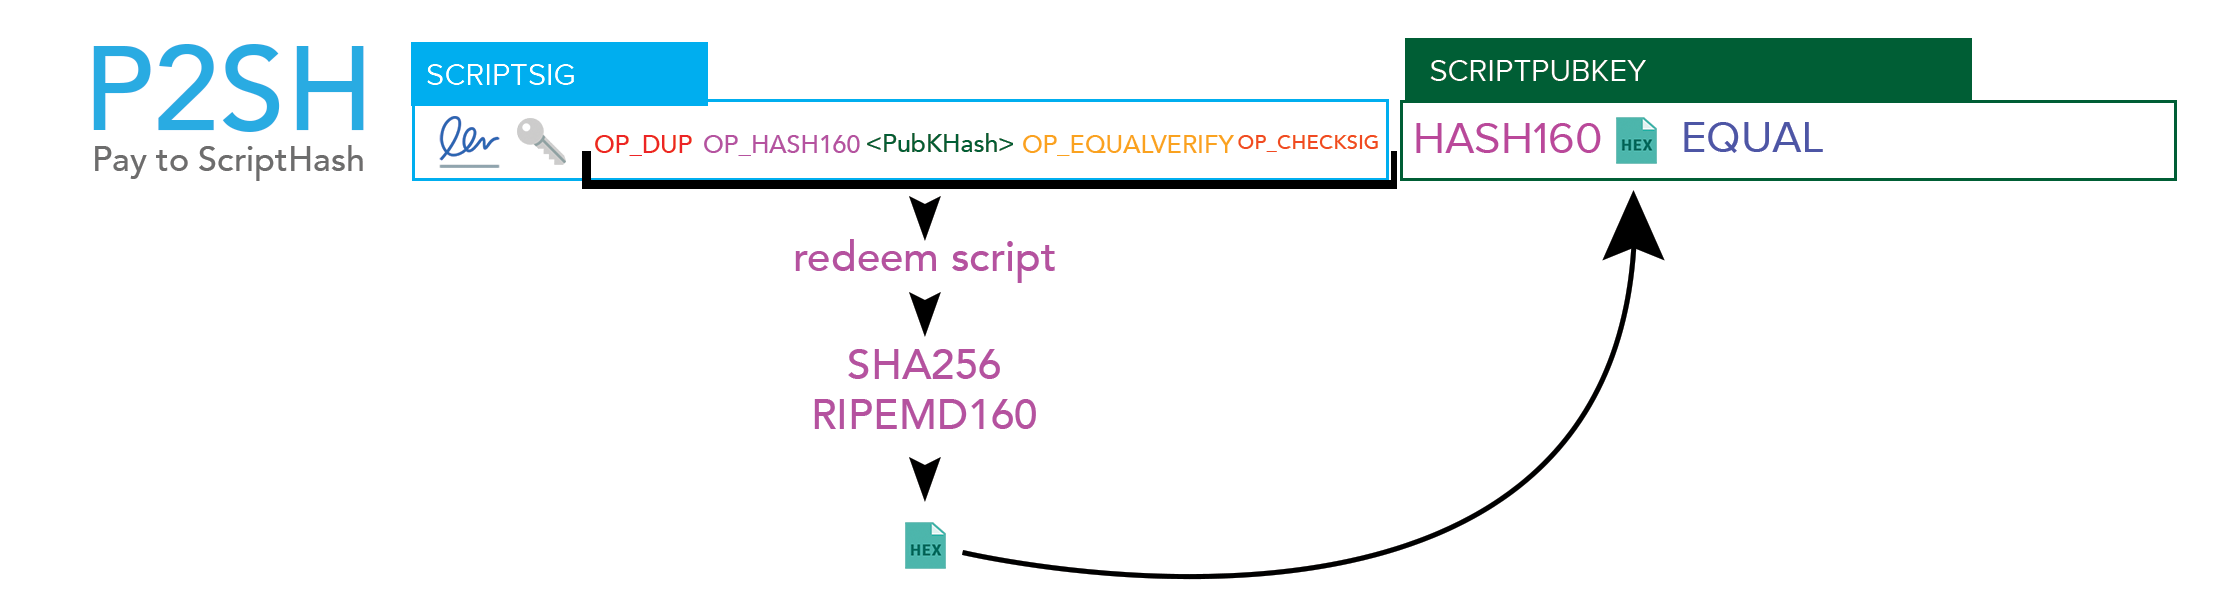 P2SH
Pay to ScriptHash
SCRIPTSIG
OP_DUP OP_HASH160 <PubKHash> OP_EQUALVERIFY OP_CHECKSIG
SCRIPTPUBKEY
HASH160 HEX EQUAL
redeem script
SHA256
RIPEMD160
HEX